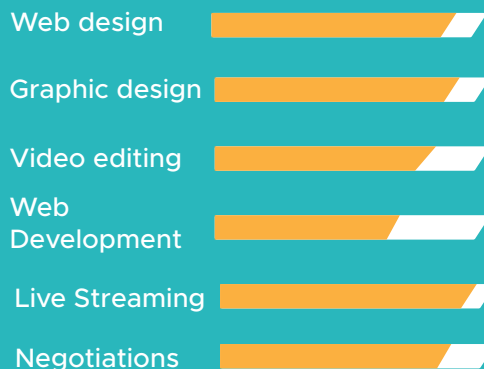 Web design
Graphic design
Video editing
Web
Development
Live Streaming
Negotiations